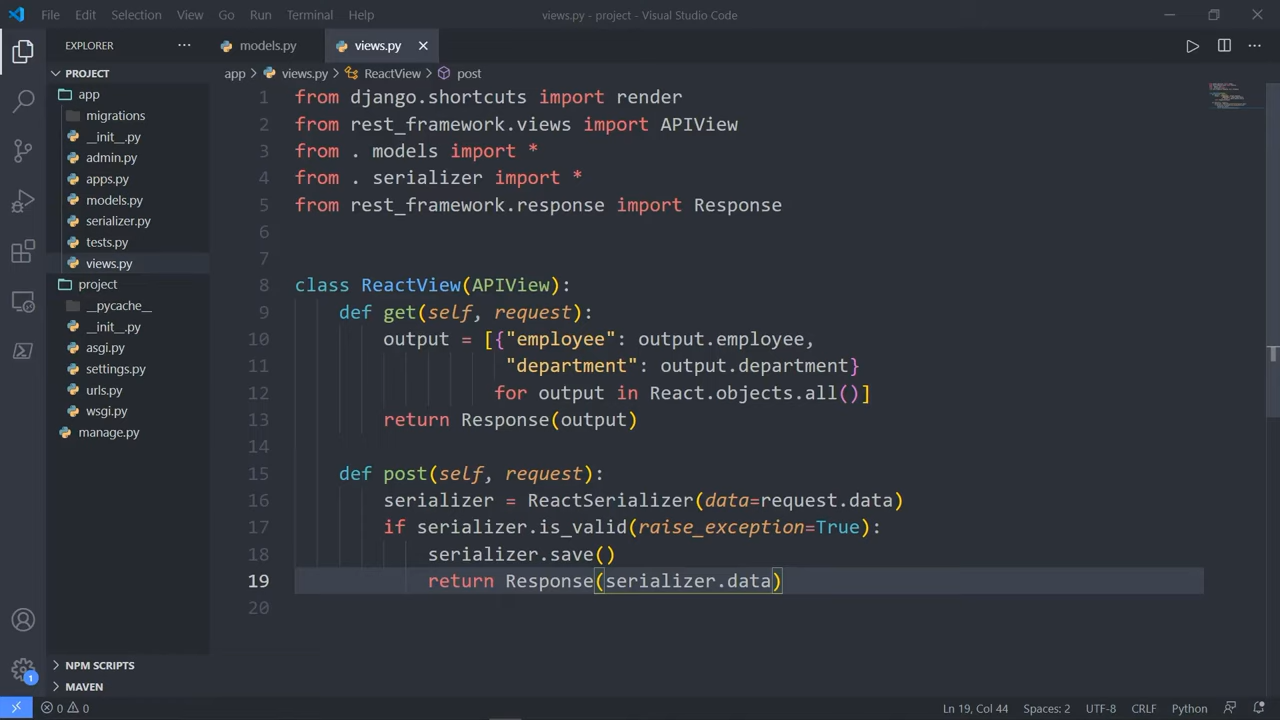 File Edit Selection View Go Run Terminal Help
views.py - project - Visual Studio Code
EXPLORER
models.py
views.py
PROJECT
app
migrations
__init__.py
admin.py
apps.py
models.py
serializer.py
tests.py
views.py
project
__pycache__
__init__.py
asgi.py
settings.py
urls.py
wsgi.py
manage.py
NPM SCRIPTS
MAVEN
app > views.py > ReactView > post
1 from django.shortcuts import render
2 from rest_framework.views import APIView
3 from . models import *
4 from . serializer import *
5 from rest_framework.response import Response
6
7
8 class ReactView(APIView):
9 def get(self, request):
10 output = [{"employee": output.employee,
11 "department": output.department}
12 for output in React.objects.all()]
13 return Response(output)
14
15 def post(self, request):
16 serializer = ReactSerializer(data=request.data)
17 if serializer.is_valid(raise_exception=True):
18 serializer.save()
19 return Response(serializer.data)
20
1
0 0
Ln 19, Col 44 Spaces: 2 UTF-8 CRLF Python